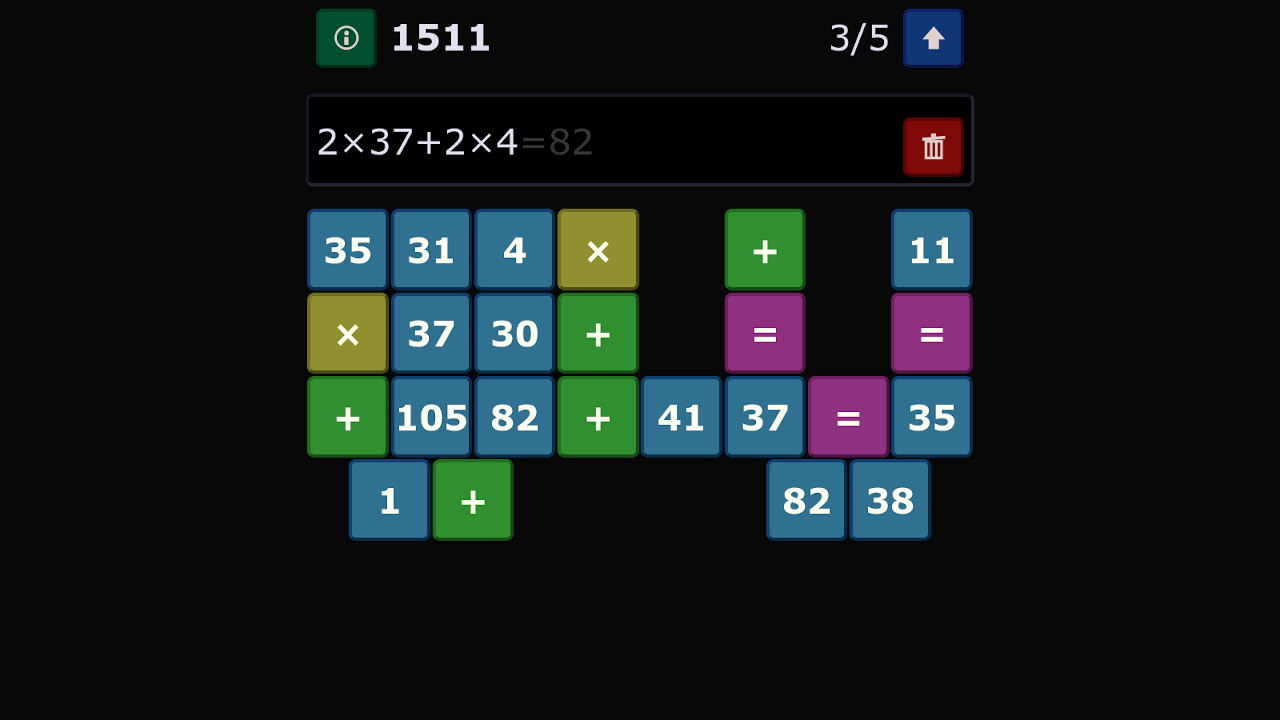 1511 3/5
2×37+2×4=82
35 31 4 × + 11
× 37 30 + = =
+ 105 82 + 41 37 = 35
1 + 82 38